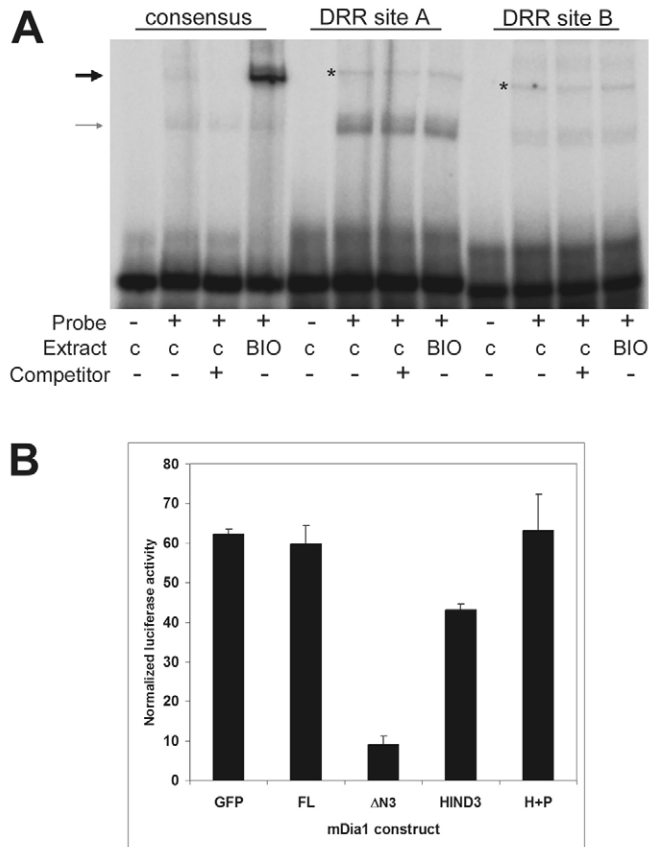 A
consensus DRR site A DRR site B
*
*
Probe - + + + - + + + - + + +
Extract c c c BIO c c c BIO c c c BIO
Competitor - - + - - - + - - - + -
B
80
70
60
50
40
30
20
10
0
Normalized luciferase activity
GFP FL ΔN3 HIND3 H+P
mDia1 construct